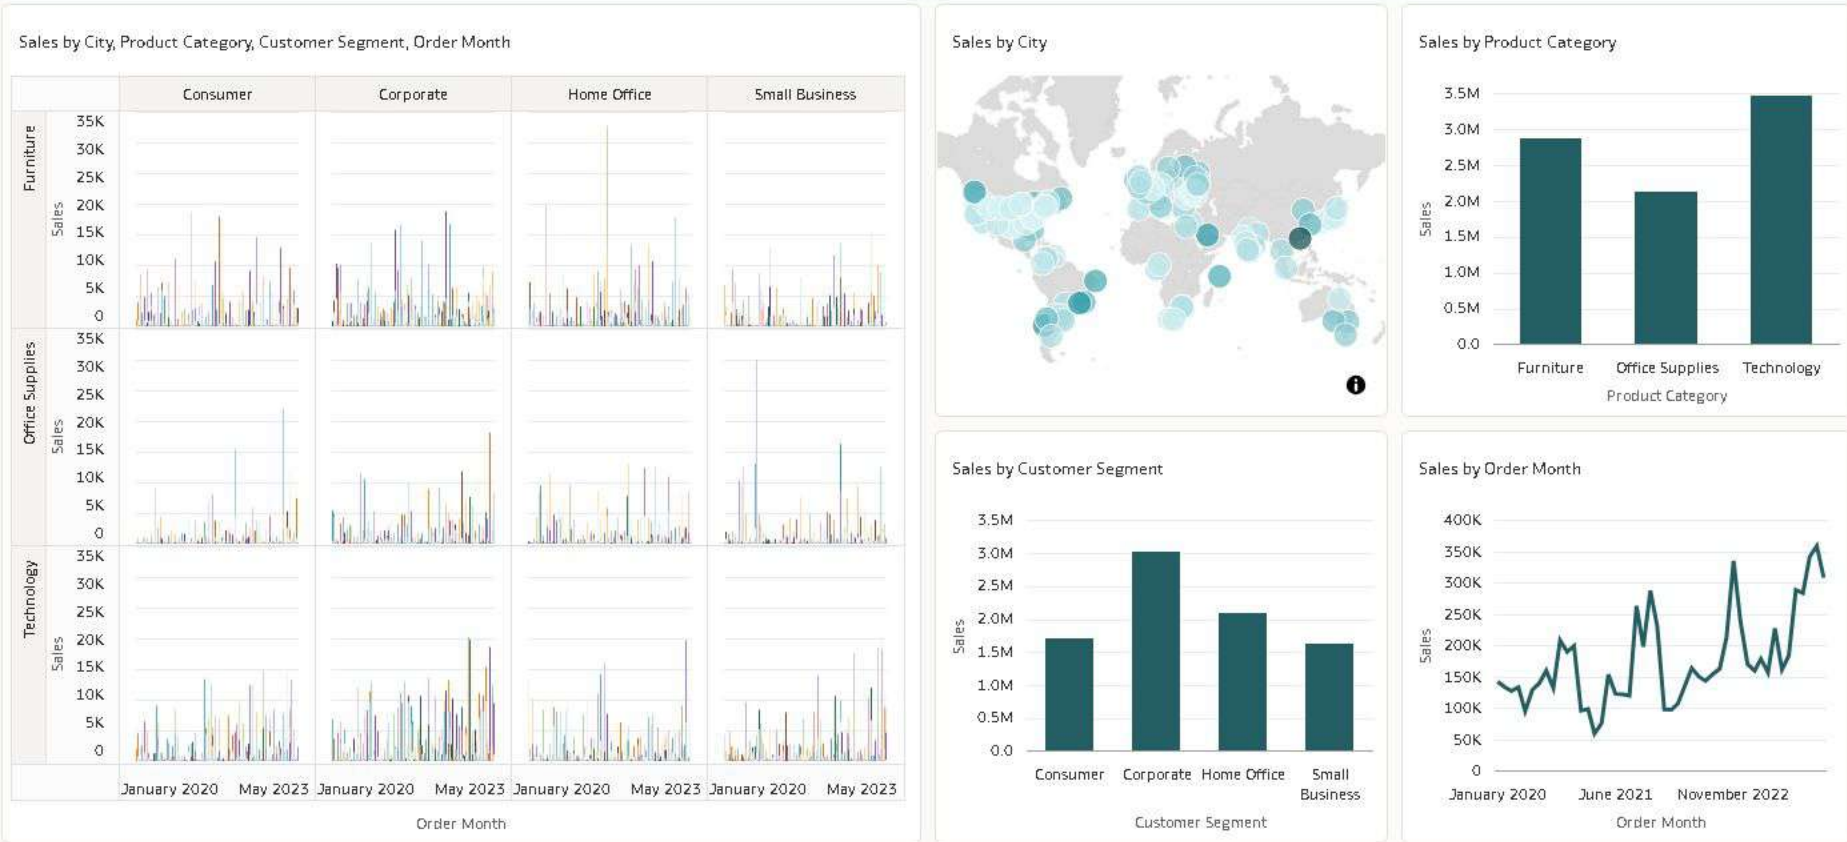 Sales by City, Product Category, Customer Segment, Order Month
Consumer Corporate Home Office Small Business
Furniture
Sales
35K
30K
25K
20K
15K
10K
5K
0
Office Supplies
Sales
35K
30K
25K
20K
15K
10K
5K
0
Technology
Sales
35K
30K
25K
20K
15K
10K
5K
0
January 2020 May 2023 January 2020 May 2023 January 2020 May 2023 January 2020 May 2023
Order Month
Sales by City
i
Sales by Product Category
Sales
3.5M
3.0M
2.5M
2.0M
1.5M
1.0M
0.5M
0.0
Furniture Office Supplies Technology
Product Category
Sales by Customer Segment
Sales
3.5M
3.0M
2.5M
2.0M
1.5M
1.0M
0.5M
0.0
Consumer Corporate Home Office Small
Business
Customer Segment
Sales by Order Month
Sales
400K
350K
300K
250K
200K
150K
100K
50K
0
January 2020 June 2021 November 2022
Order Month